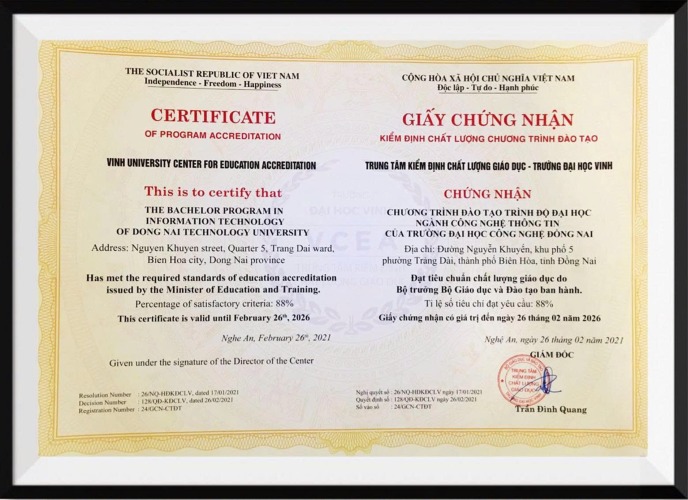 THE SOCIALIST REPUBLIC OF VIET NAM
Independence - Freedom - Happiness
CERTIFICATE
OF PROGRAM ACCREDITATION
VINH UNIVERSITY CENTER FOR EDUCATION ACCREDITATION
This is to certify that
THE BACHELOR PROGRAM IN
INFORMATION TECHNOLOGY
OF DONG NAI TECHNOLOGY UNIVERSITY
Address: Nguyen Khuyen street, Quarter 5, Trang Dai ward,
Bien Hoa city, Dong Nai province
Has met the required standards of education accreditation
issued by the Minister of Education and Training.
Percentage of satisfactory criteria: 88%
This certificate is valid until February 26th, 2026
Nghe An, February 26th, 2021
Given under the signature of the Director of the Center
Resolution Number : 26/NQ-HĐKĐCLV, dated 17/01/2021
Decision Number : 128/QĐ-KĐCLV, dated 26/02/2021
Registration Number : 24/GCN-CTĐT
CỘNG HÒA XÃ HỘI CHỦ NGHĨA VIỆT NAM
Độc lập - Tự do - Hạnh phúc
GIẤY CHỨNG NHẬN
KIỂM ĐỊNH CHẤT LƯỢNG CHƯƠNG TRÌNH ĐÀO TẠO
TRUNG TÂM KIỂM ĐỊNH CHẤT LƯỢNG GIÁO DỤC - TRƯỜNG ĐẠI HỌC VINH
CHỨNG NHẬN
CHƯƠNG TRÌNH ĐÀO TẠO TRÌNH ĐỘ ĐẠI HỌC
NGÀNH CÔNG NGHỆ THÔNG TIN
CỦA TRƯỜNG ĐẠI HỌC CÔNG NGHỆ ĐỒNG NAI
Địa chỉ: Đường Nguyễn Khuyến, khu phố 5
phường Trảng Dài, thành phố Biên Hòa, tỉnh Đồng Nai
Đạt tiêu chuẩn chất lượng giáo dục do
Bộ trưởng Bộ Giáo dục và Đào tạo ban hành.
Tỉ lệ số tiêu chí đạt yêu cầu: 88%
Giấy chứng nhận có giá trị đến ngày 26 tháng 02 năm 2026
Nghệ An, ngày 26 tháng 02 năm 2021
GIÁM ĐỐC
TRUNG TÂM
KIỂM ĐỊNH
CHẤT LƯỢNG
GIÁO DỤC
Trần Đình Quang
Nghị quyết số : 26/NQ-HĐKĐCLV ngày 17/01/2021
Quyết định số : 128/QĐ-KĐCLV ngày 26/02/2021
Số vào sổ : 24/GCN-CTĐT